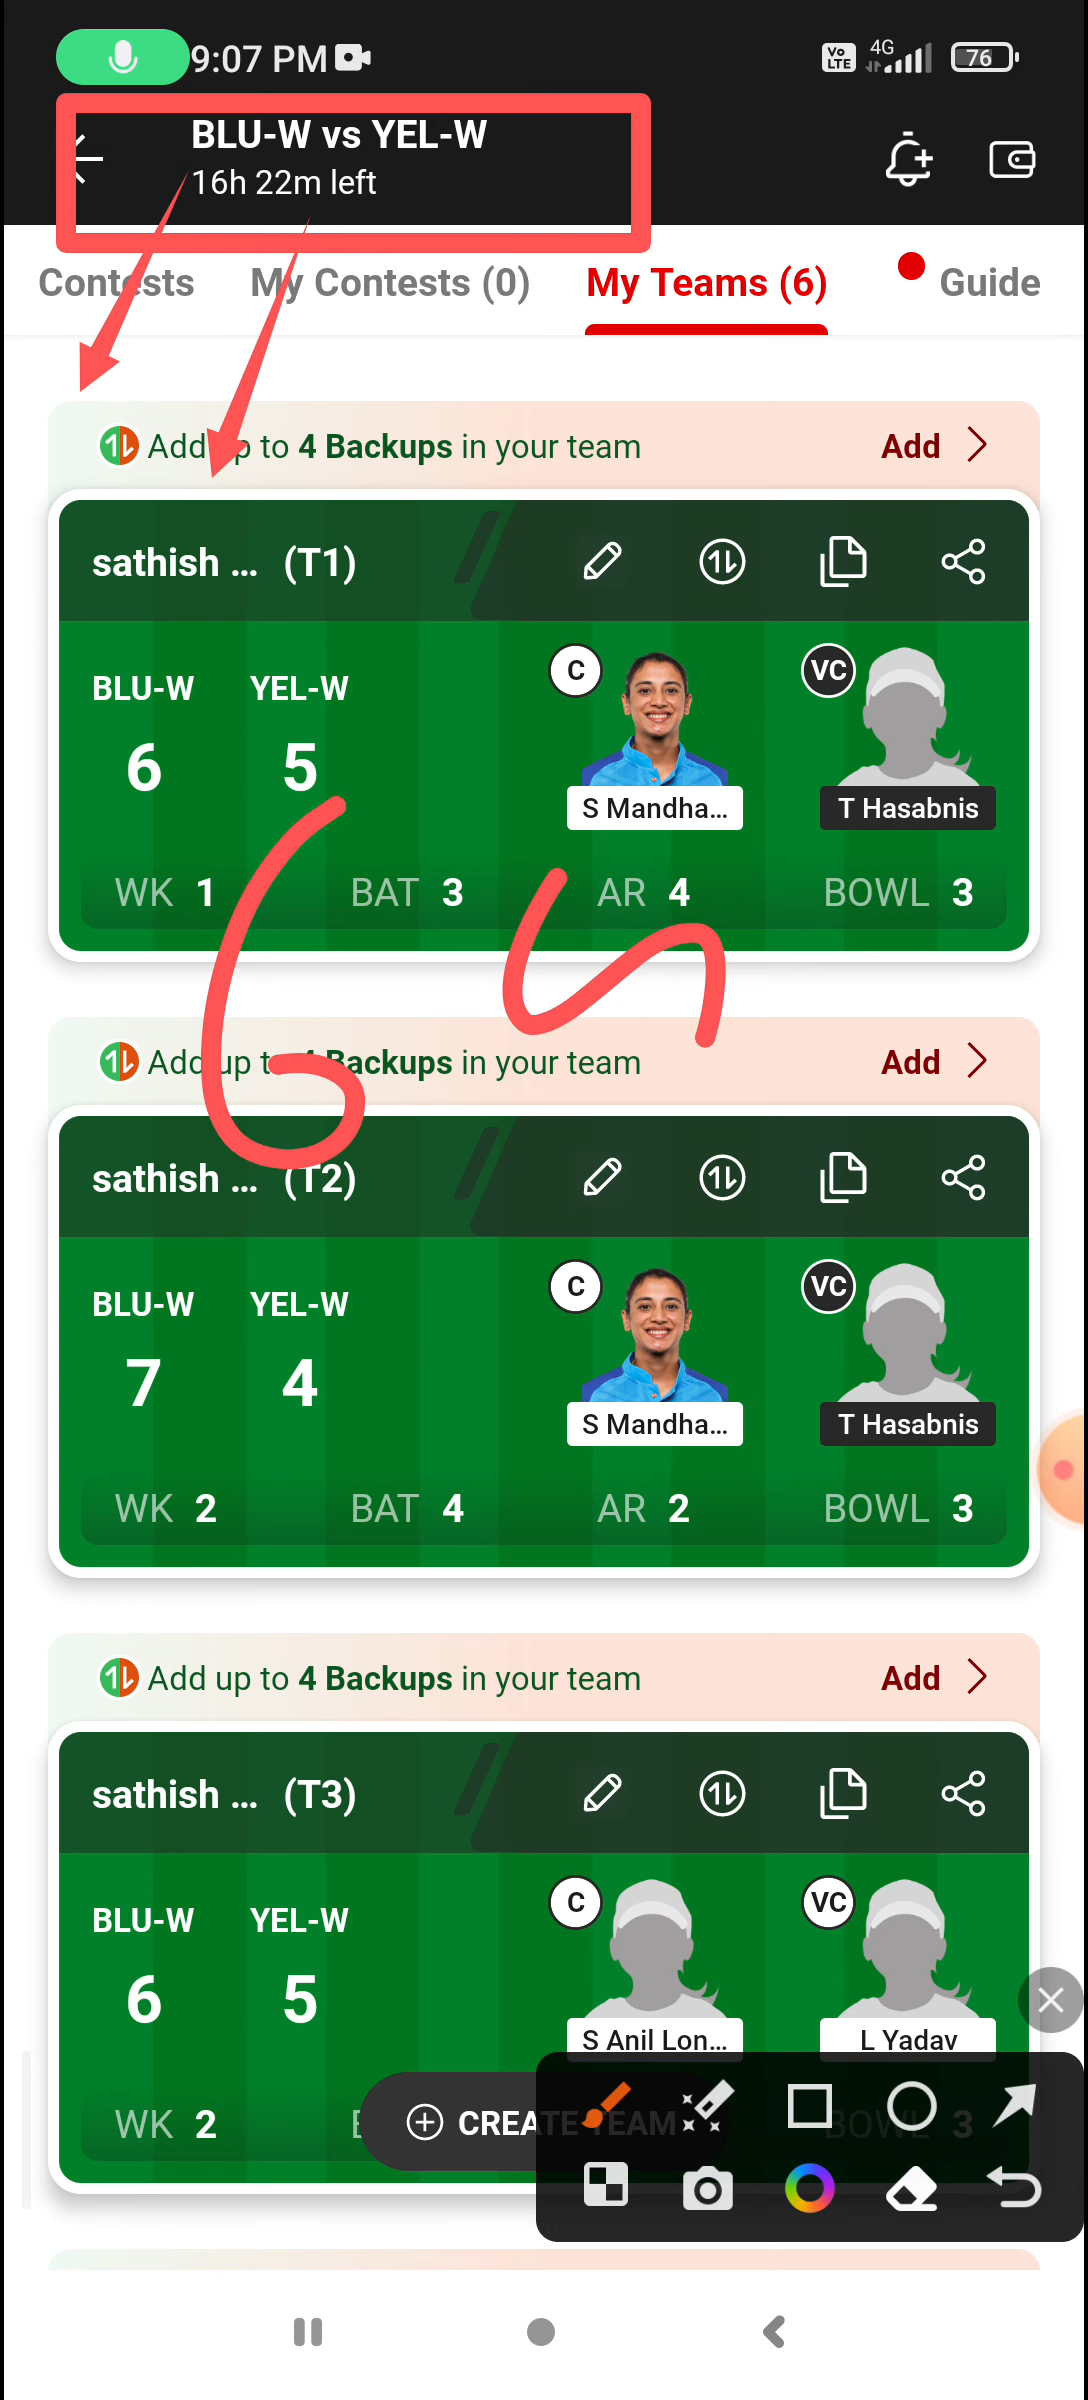 9:07 PM
Vo LTE 4G 76
BLU-W vs YEL-W
16h 22m left
Contests My Contests (0) My Teams (6) Guide
Add up to 4 Backups in your team Add
sathish ... (T1)
BLU-W YEL-W C VC
6 5
S Mandha... T Hasabnis
WK 1 BAT 3 AR 4 BOWL 3
Add up to 4 Backups in your team Add
sathish ... (T2)
BLU-W YEL-W C VC
7 4
S Mandha... T Hasabnis
WK 2 BAT 4 AR 2 BOWL 3
Add up to 4 Backups in your team Add
sathish ... (T3)
BLU-W YEL-W C VC
6 5
S Anil Lon... L Yadav
WK 2 BOWL 3
CREATE TEAM